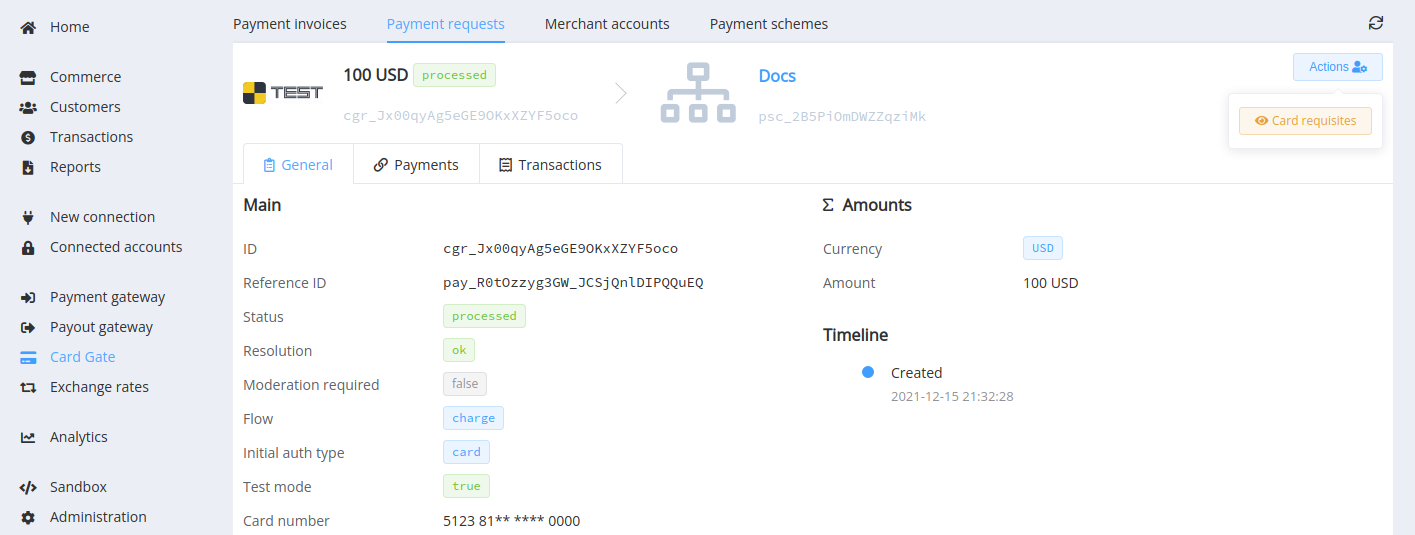 Home
Commerce
Customers
Transactions
Reports
New connection
Connected accounts
Payment gateway
Payout gateway
Card Gate
Exchange rates
Analytics
Sandbox
Administration
Payment invoices Payment requests Merchant accounts Payment schemes
TEST
100 USD processed
cgr_Jx00qyAg5eGE9OKxXZYF5oco
Docs
psc_2B5PiOmDWZZqziMk
Actions
Card requisites
General Payments Transactions
Main
ID cgr_Jx00qyAg5eGE9OKxXZYF5oco
Reference ID pay_R0tOzzyg3GW_JCSjQnlDIPQQuEQ
Status processed
Resolution ok
Moderation required false
Flow charge
Initial auth type card
Test mode true
Card number 5123 81** **** 0000
Σ Amounts
Currency USD
Amount 100 USD
Timeline
Created
2021-12-15 21:32:28